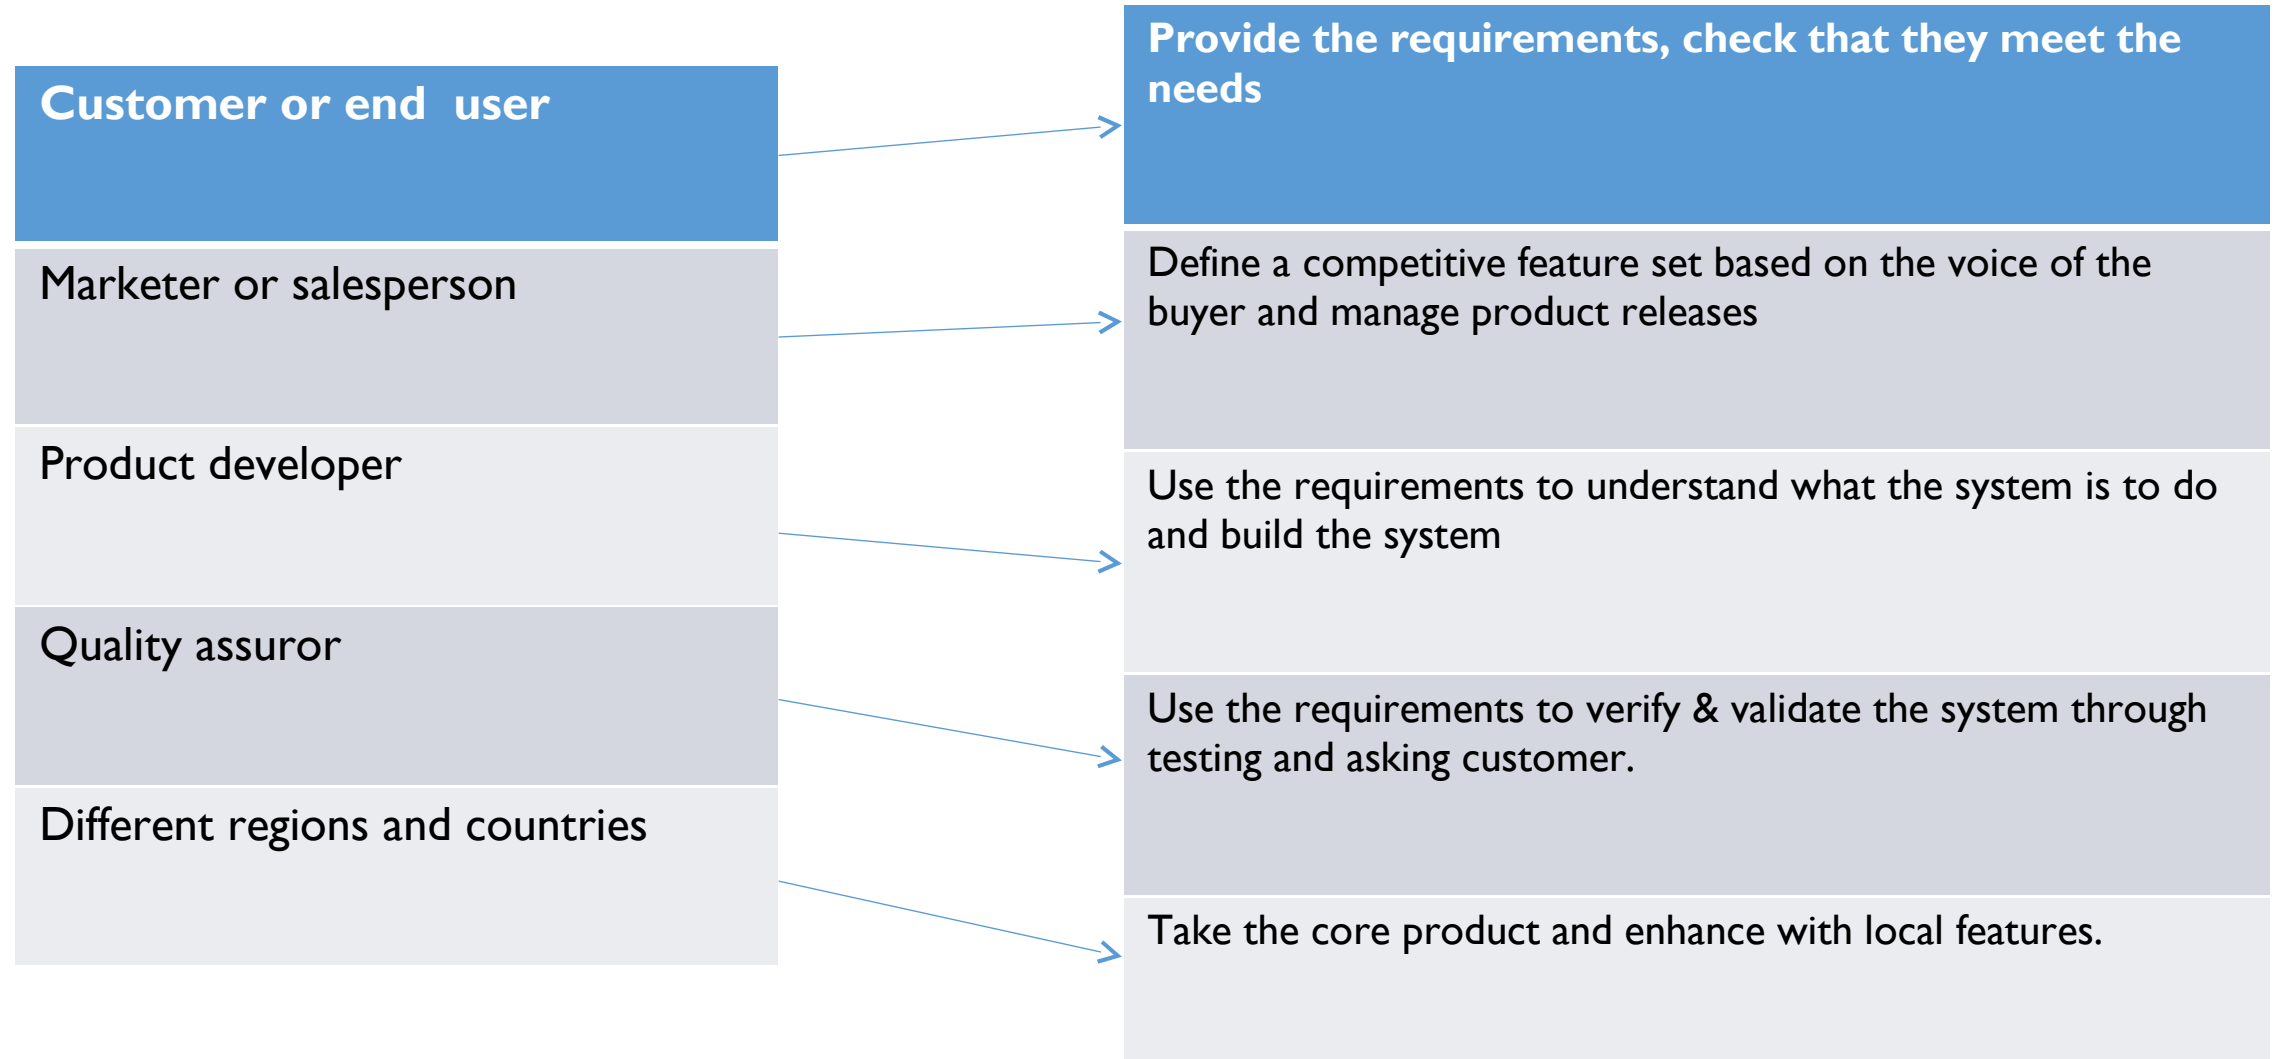 Customer or end  user
Provide the requirements, check that they meet the
needs
Marketer or salesperson
Define a competitive feature set based on the voice of the
buyer and manage product releases
Product developer
Use the requirements to understand what the system is to do
and build the system
Quality assuror
Use the requirements to verify & validate the system through
testing and asking customer.
Different regions and countries
Take the core product and enhance with local features.